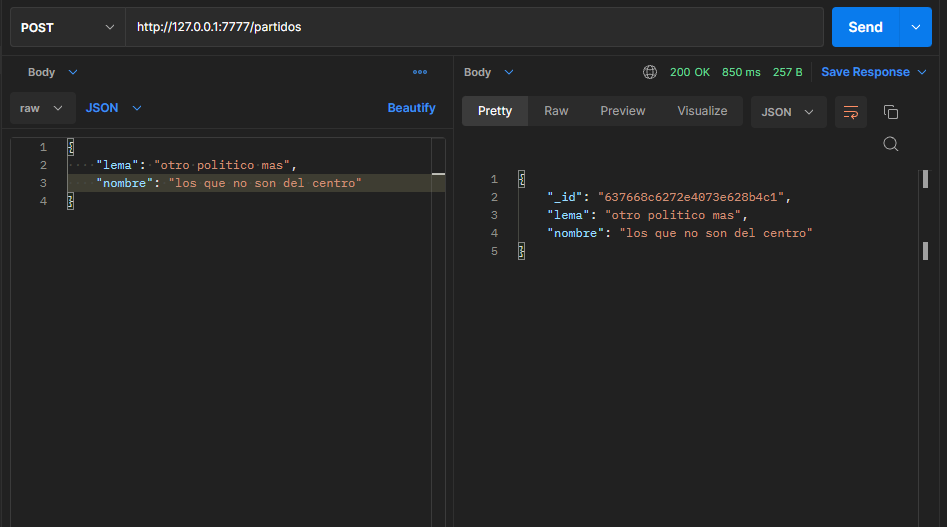 POST http://127.0.0.1:7777/partidos Send
Body
raw JSON Beautify
1 {
2 "lema": "otro politico mas",
3 "nombre": "los que no son del centro"
4 }
Body 200 OK 850 ms 257 B Save Response
Pretty Raw Preview Visualize JSON
1 {
2 "_id": "637668c6272e4073e628b4c1",
3 "lema": "otro politico mas",
4 "nombre": "los que no son del centro"
5 }